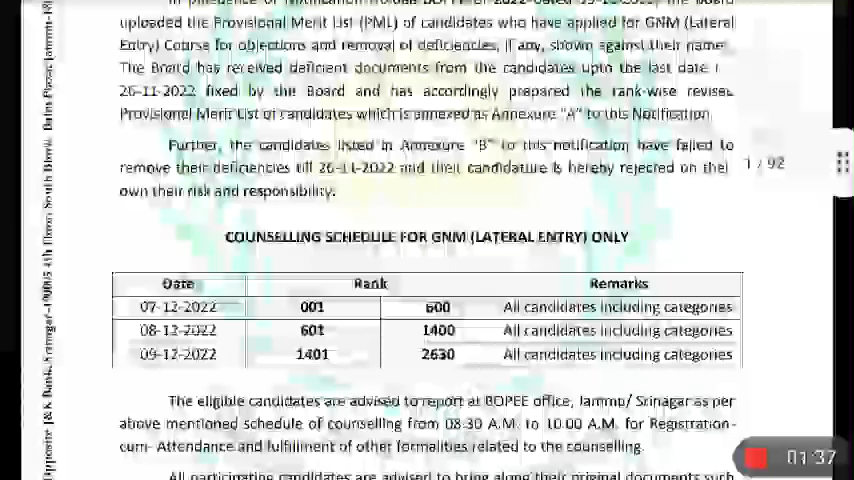 uploaded the Provisional Merit List (PML) of candidates who have applied for GNM (Lateral
Entry) Course for objections and removal of deficiencies, if any, shown against their name
The Board has received deficient documents from the candidates upto the last date i
26-11-2022 fixed by the Board and has accordingly prepared the rank-wise revised
Provisional Merit List of candidates which is annexed as Annexure "A" to this Notification
Further, the candidates listed in Annexure "B" to this notification have failed to
remove their deficiencies till 26-11-2022 and their candidature is hereby rejected on their
own their risk and responsibility.
1 / 92
COUNSELLING SCHEDULE FOR GNM (LATERAL ENTRY) ONLY
Date Rank Remarks
07-12-2022 001 600 All candidates including categories
08-12-2022 601 1400 All candidates including categories
09-12-2022 1401 2630 All candidates including categories
The eligible candidates are advised to report at BOPEE office, Jammu/ Srinagar as per
above mentioned schedule of counselling from 08:30 A.M. to 10:00 A.M. for Registration-
cum- Attendance and fulfilment of other formalities related to the counselling.
All participating candidates are advised to bring along their original documents such
01:37